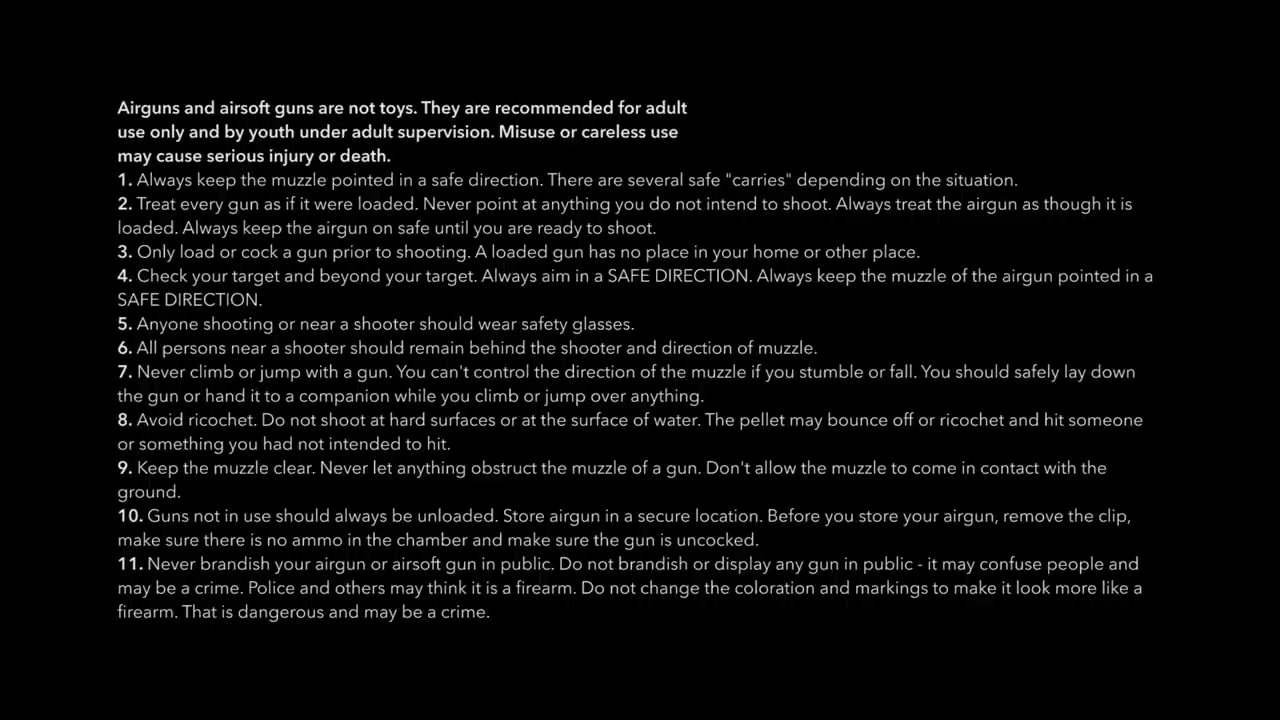 Airguns and airsoft guns are not toys. They are recommended for adult
use only and by youth under adult supervision. Misuse or careless use
may cause serious injury or death.
1. Always keep the muzzle pointed in a safe direction. There are several safe "carries" depending on the situation.
2. Treat every gun as if it were loaded. Never point at anything you do not intend to shoot. Always treat the airgun as though it is
loaded. Always keep the airgun on safe until you are ready to shoot.
3. Only load or cock a gun prior to shooting. A loaded gun has no place in your home or other place.
4. Check your target and beyond your target. Always aim in a SAFE DIRECTION. Always keep the muzzle of the airgun pointed in a
SAFE DIRECTION.
5. Anyone shooting or near a shooter should wear safety glasses.
6. All persons near a shooter should remain behind the shooter and direction of muzzle.
7. Never climb or jump with a gun. You can't control the direction of the muzzle if you stumble or fall. You should safely lay down
the gun or hand it to a companion while you climb or jump over anything.
8. Avoid ricochet. Do not shoot at hard surfaces or at the surface of water. The pellet may bounce off or ricochet and hit someone
or something you had not intended to hit.
9. Keep the muzzle clear. Never let anything obstruct the muzzle of a gun. Don't allow the muzzle to come in contact with the
ground.
10. Guns not in use should always be unloaded. Store airgun in a secure location. Before you store your airgun, remove the clip,
make sure there is no ammo in the chamber and make sure the gun is uncocked.
11. Never brandish your airgun or airsoft gun in public. Do not brandish or display any gun in public - it may confuse people and
may be a crime. Police and others may think it is a firearm. Do not change the coloration and markings to make it look more like a
firearm. That is dangerous and may be a crime.